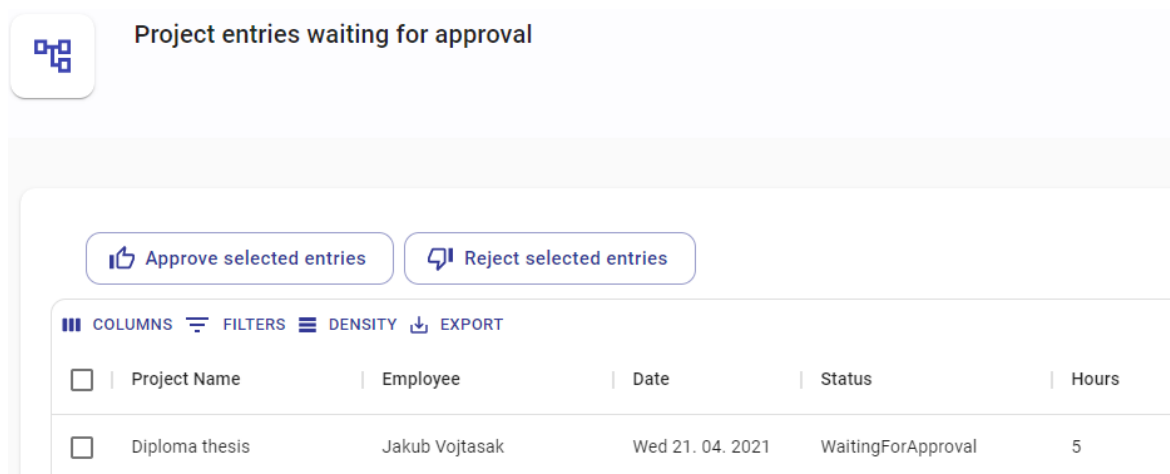 Project entries waiting for approval
Approve selected entries Reject selected entries
COLUMNS FILTERS DENSITY EXPORT
Project Name Employee Date Status Hours
Diploma thesis Jakub Vojtasak Wed 21. 04. 2021 WaitingForApproval 5